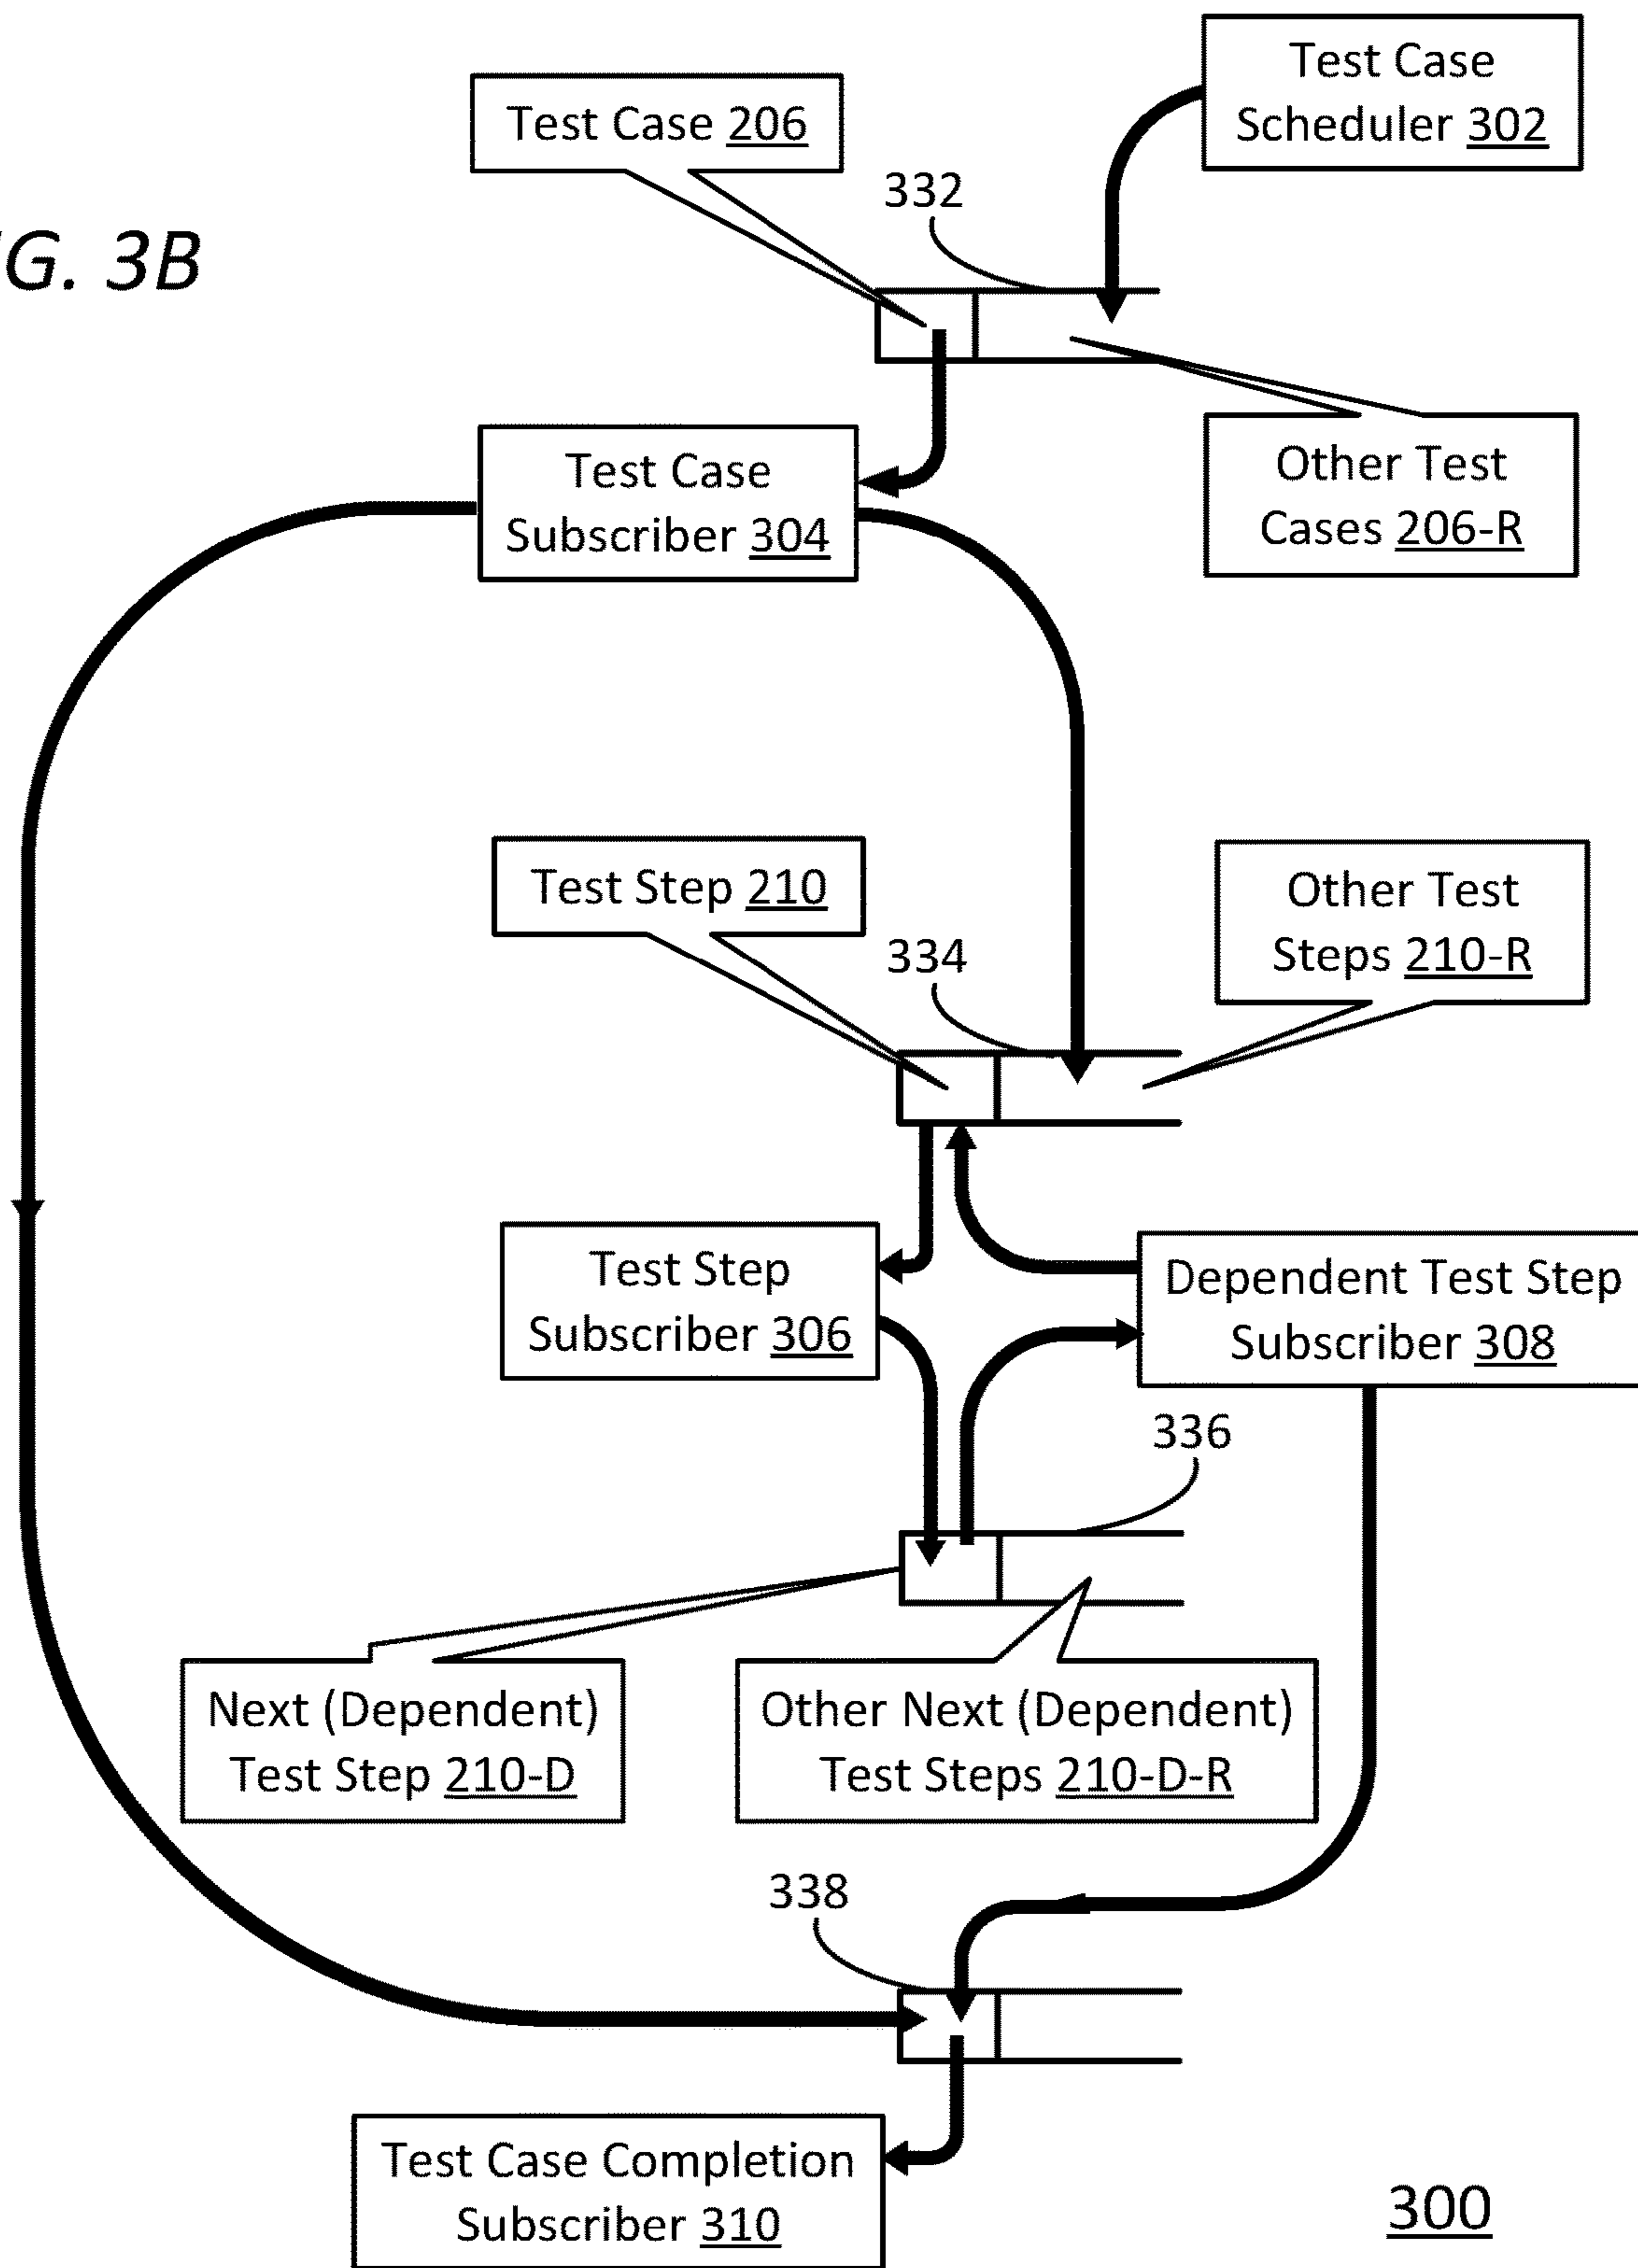 Test Case
Scheduler 302
Test Case 206
332
G. 3B
Test Case
Subscriber 304
Other Test
Cases 206-R
Test Step 210
334
Other Test
Steps 210-R
Test Step
Subscriber 306
Dependent Test Step
Subscriber 308
336
Next (Dependent)
Test Step 210-D
Other Next (Dependent)
Test Steps 210-D-R
338
Test Case Completion
Subscriber 310
300